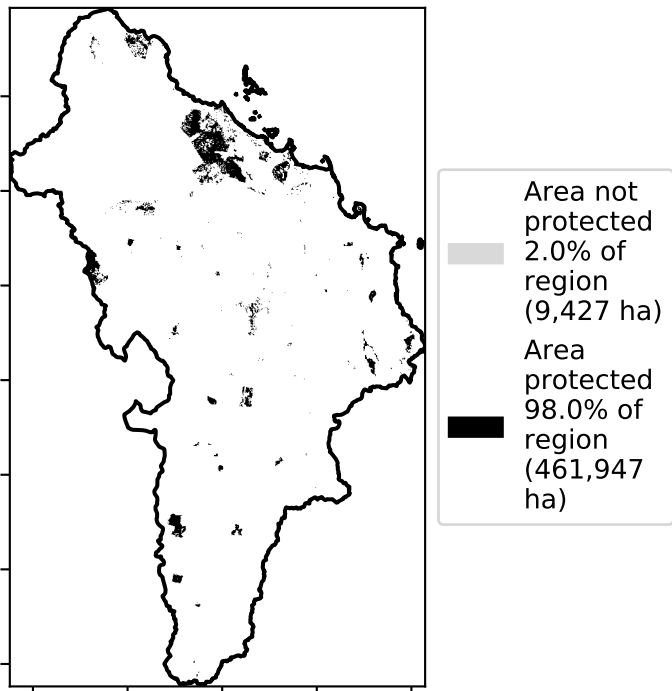 Area not
protected
2.0% of
region
(9,427 ha)
Area
protected
98.0% of
region
(461,947
ha)